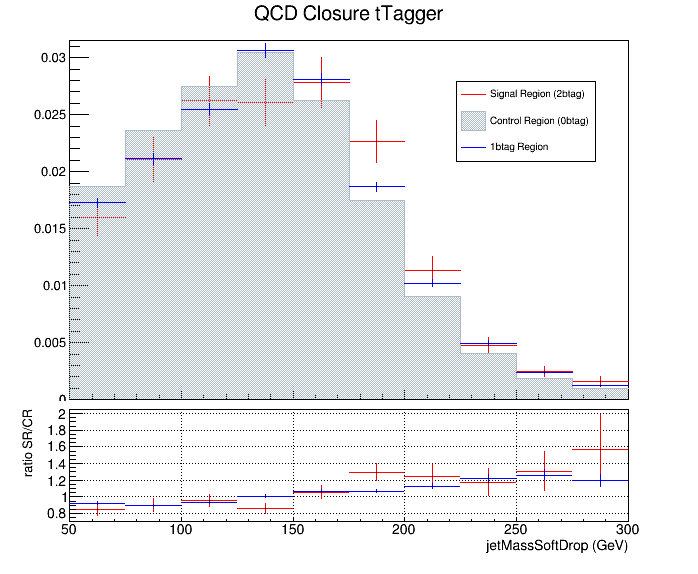 QCD Closure tTagger
0.03
0.025
0.02
0.015
0.01
0.005
0
Signal Region (2btag)
Control Region (0btag)
1btag Region
ratio SR/CR
2
1.8
1.6
1.4
1.2
1
0.8
50 100 150 200 250 300
jetMassSoftDrop (GeV)